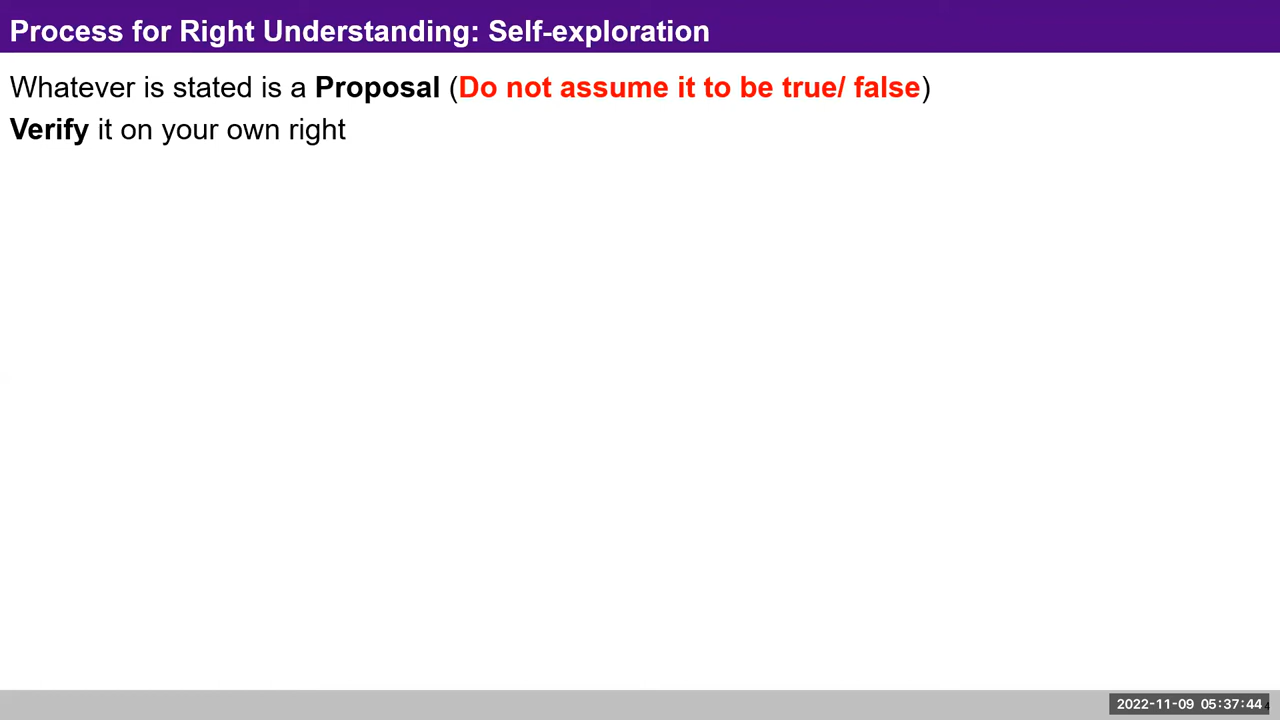 Process for Right Understanding: Self-exploration
Whatever is stated is a Proposal (Do not assume it to be true/ false)
Verify it on your own right
2022-11-09 05:37:44